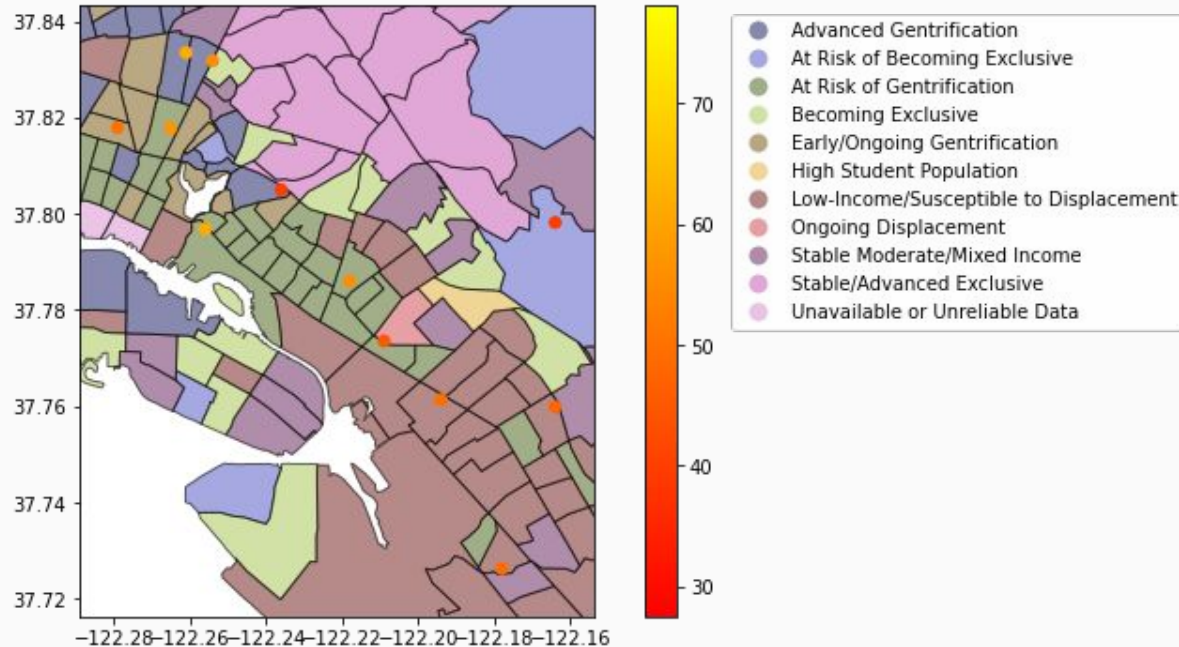 37.84
37.82
37.80
37.78
37.76
37.74
37.72
−122.28−122.26−122.24−122.22−122.20−122.18−122.16
70
60
50
40
30
Advanced Gentrification
At Risk of Becoming Exclusive
At Risk of Gentrification
Becoming Exclusive
Early/Ongoing Gentrification
High Student Population
Low-Income/Susceptible to Displacement
Ongoing Displacement
Stable Moderate/Mixed Income
Stable/Advanced Exclusive
Unavailable or Unreliable Data